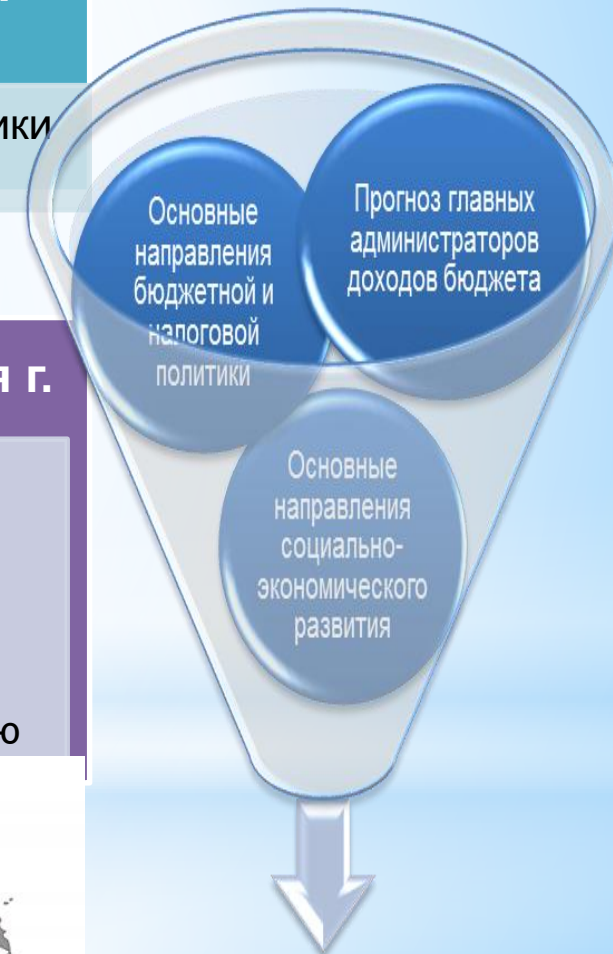 ики
Основные
направления
бюджетной и
налоговой
политики
Прогноз главных
администраторов
доходов бюджета
я г.
Основные
направления
социально-
экономического
развития
ю